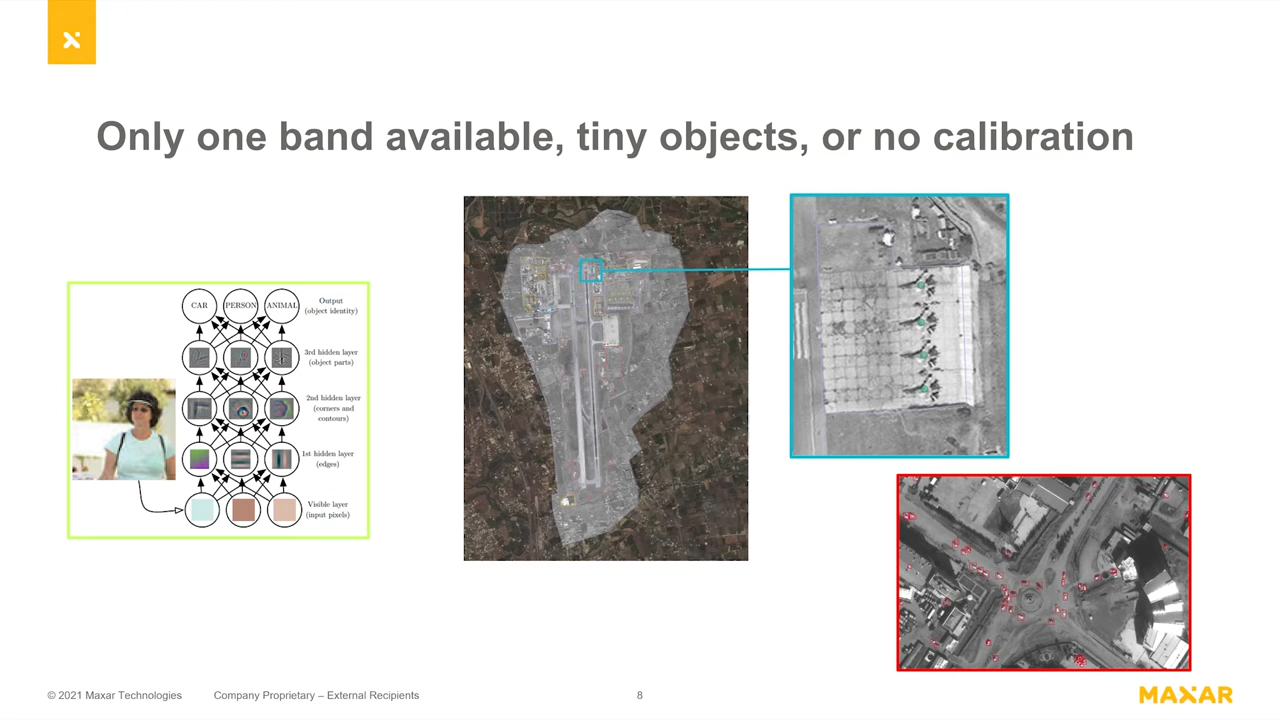 Only one band available, tiny objects, or no calibration
CAR PERSON ANIMAL
Output
(object identity)
3rd hidden layer
(object parts)
2nd hidden layer
(corners and
contours)
1st hidden layer
(edges)
Visible layer
(input pixels)
© 2021 Maxar Technologies
Company Proprietary – External Recipients
8
MAXAR